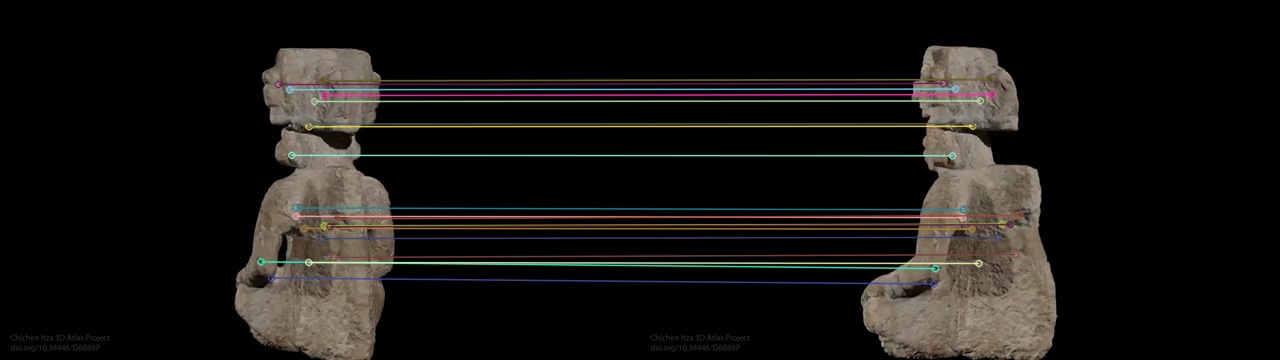 Chichen Itza 3D Atlas Project
doi.org/10.34946/D6B88P
Chichen Itza 3D Atlas Project
doi.org/10.34946/D6B88P